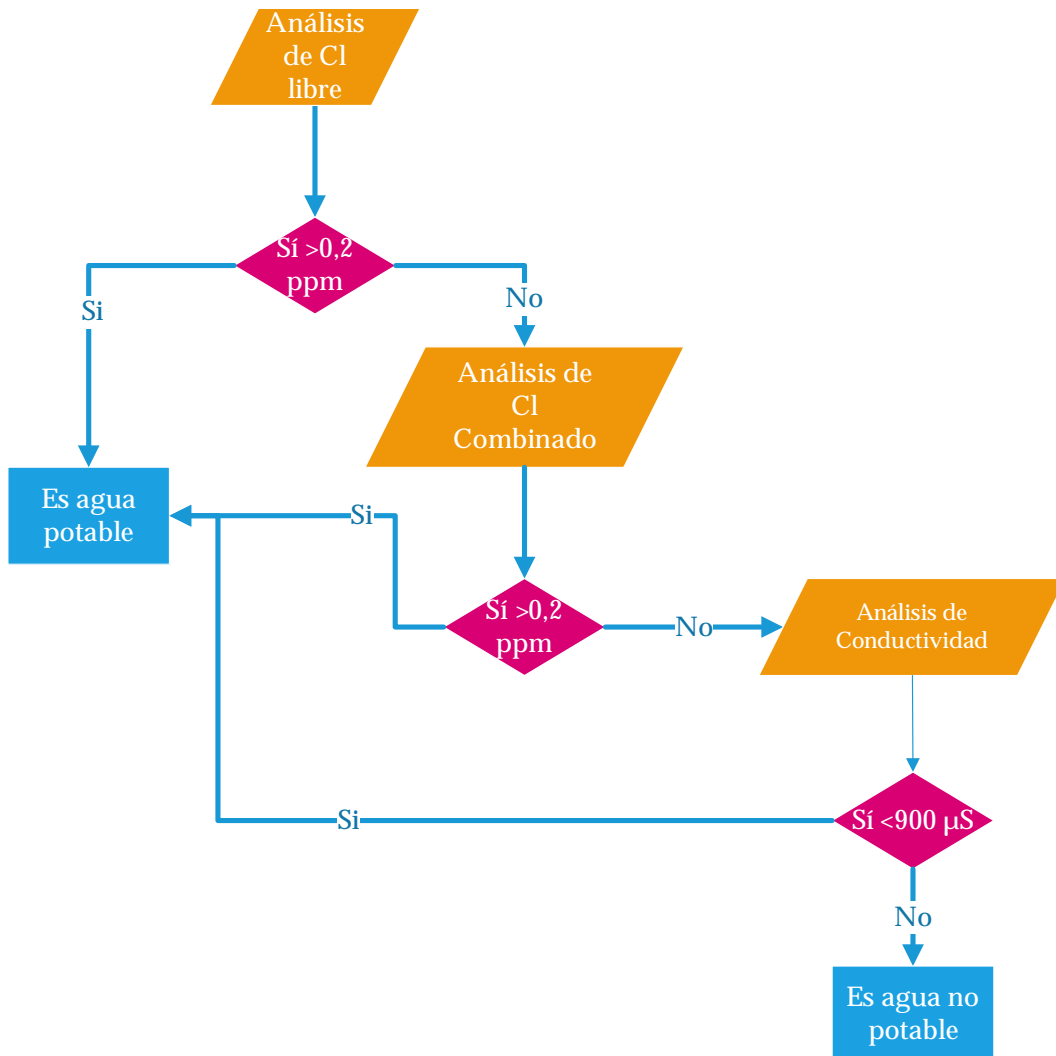 Análisis
de Cl
libre
Sí >0,2
ppm
Si
No
Análisis de
Cl
Combinado
Es agua
potable
Si
Sí >0,2
ppm
No
Análisis de
Conductividad
Si
Sí <900 µS
No
Es agua no
potable